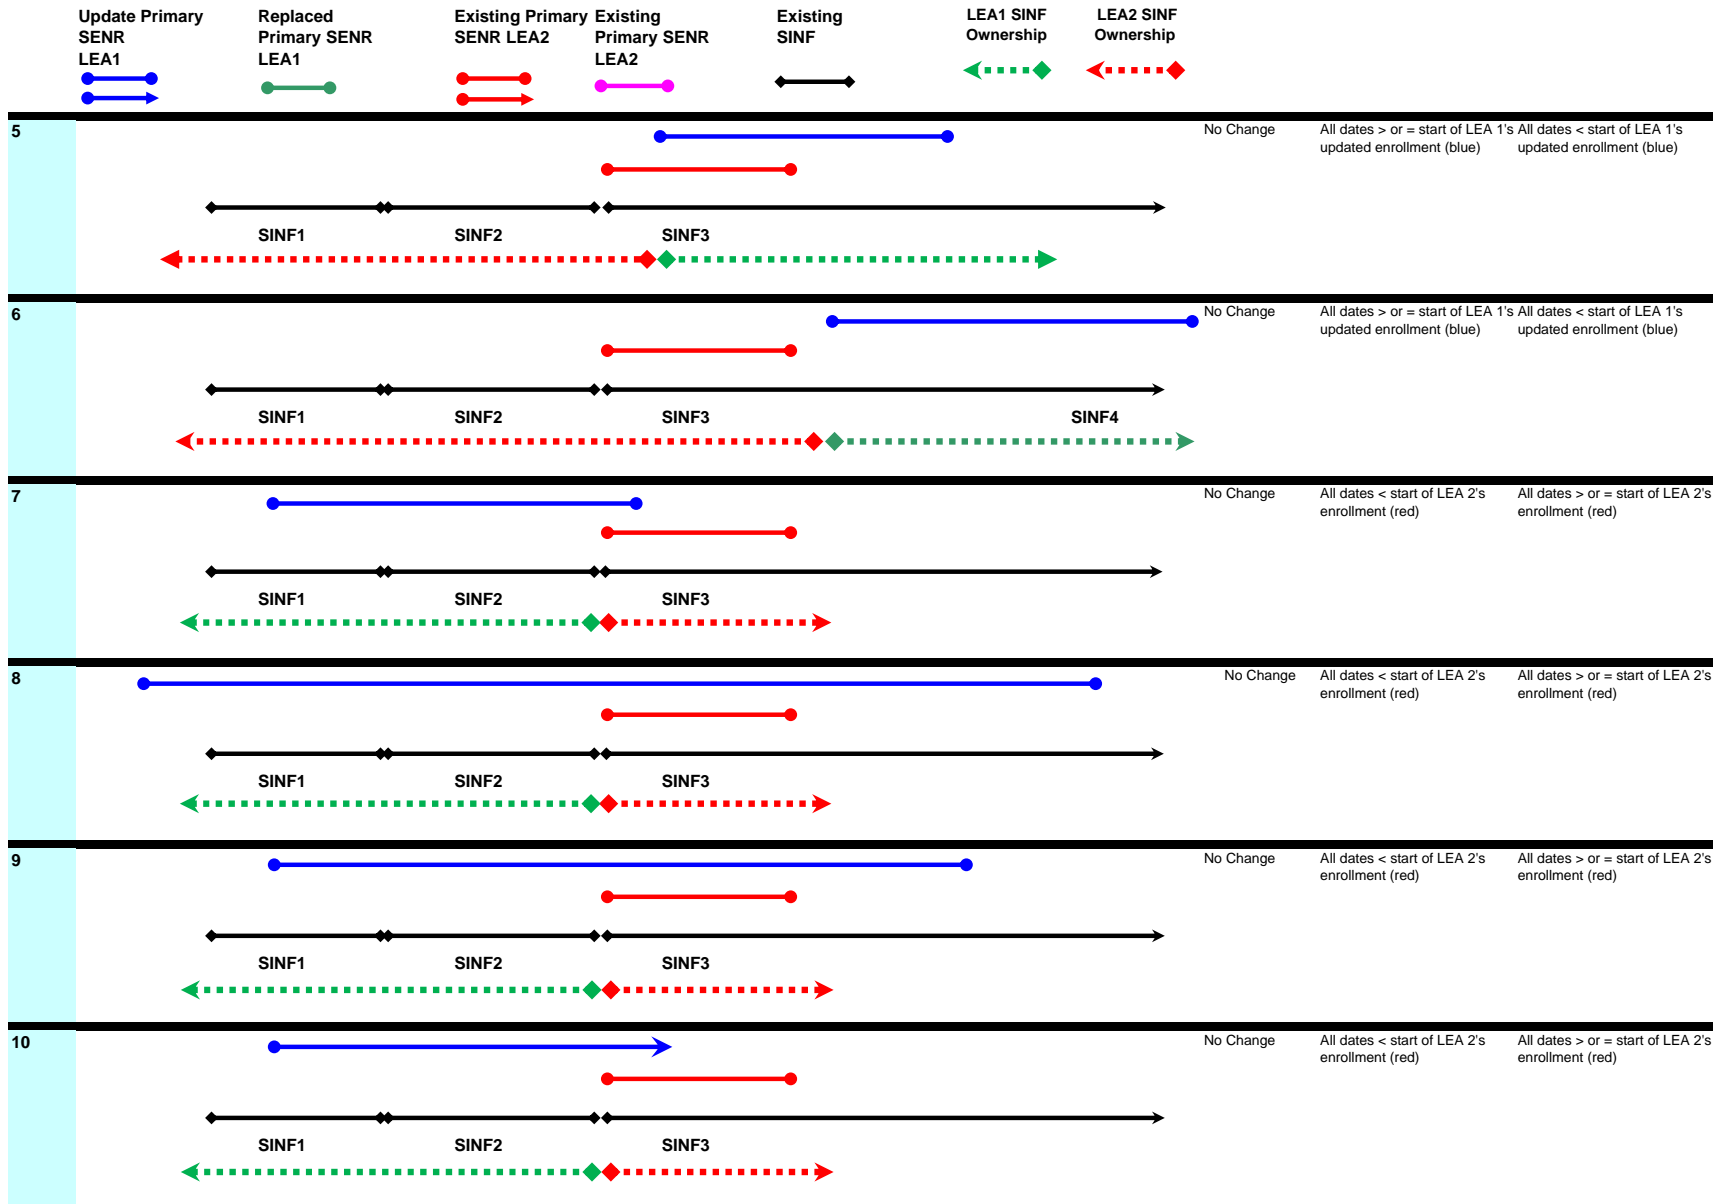 Update Primary
SENR
LEA1
Replaced
Primary SENR
LEA1
Existing Primary
SENR LEA2
Existing
Primary SENR
LEA2
Existing
SINF
LEA1 SINF
Ownership
LEA2 SINF
Ownership
5
No Change
All dates > or = start of LEA 1's
updated enrollment (blue)
All dates < start of LEA 1's
updated enrollment (blue)
SINF1
SINF2
SINF3
6
No Change
All dates > or = start of LEA 1's
updated enrollment (blue)
All dates < start of LEA 1's
updated enrollment (blue)
SINF1
SINF2
SINF3
SINF4
7
No Change
All dates < start of LEA 2's
enrollment (red)
All dates > or = start of LEA 2's
enrollment (red)
SINF1
SINF2
SINF3
8
No Change
All dates < start of LEA 2's
enrollment (red)
All dates > or = start of LEA 2's
enrollment (red)
SINF1
SINF2
SINF3
9
No Change
All dates < start of LEA 2's
enrollment (red)
All dates > or = start of LEA 2's
enrollment (red)
SINF1
SINF2
SINF3
10
No Change
All dates < start of LEA 2's
enrollment (red)
All dates > or = start of LEA 2's
enrollment (red)
SINF1
SINF2
SINF3